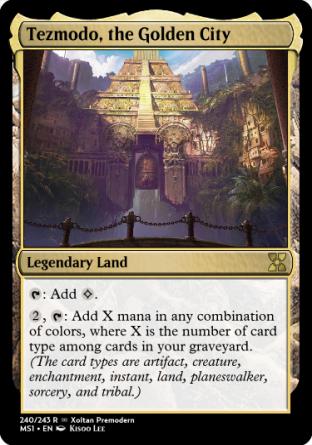 Tezmodo, the Golden City
Legendary Land
: Add .
2, : Add X mana in any combination
of colors, where X is the number of card
type among cards in your graveyard.
(The card types are artifact, creature,
enchantment, instant, land, planeswalker,
sorcery, and tribal.)
240/243 R Xoltan Premodern
MS1 • EN Kisoo Lee